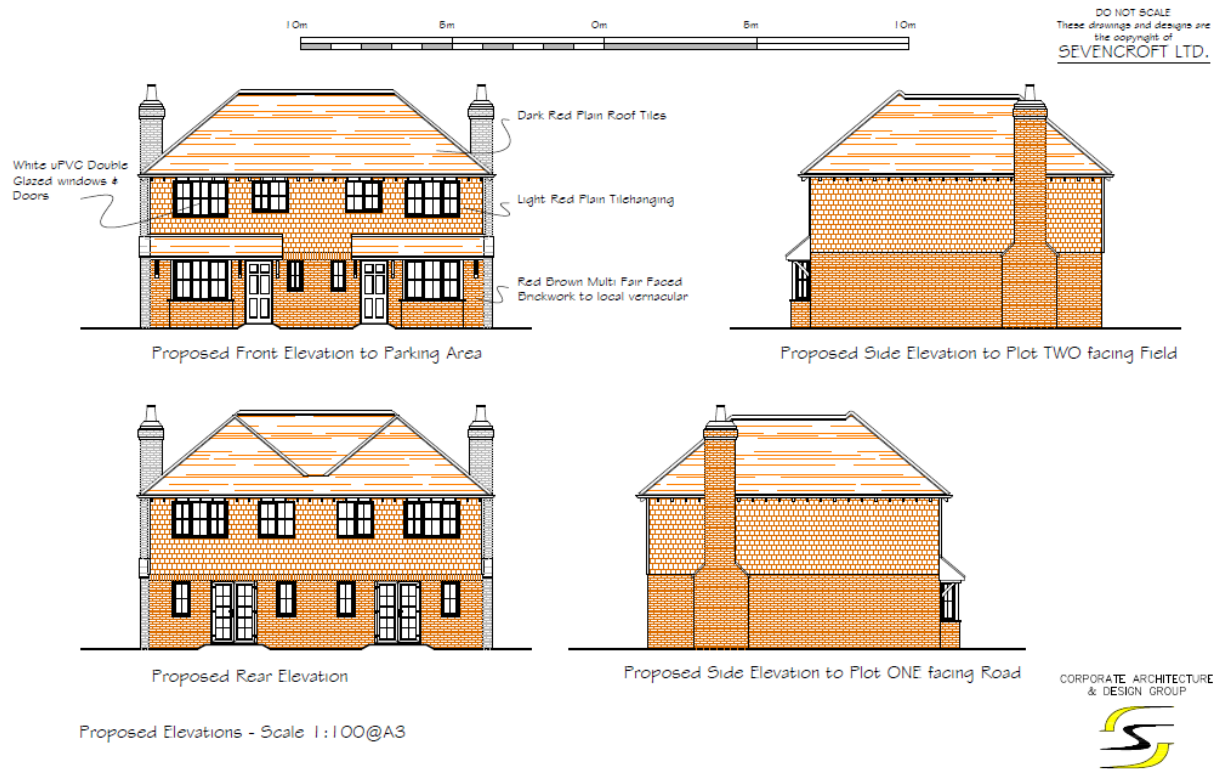 10m 5m 0m 5m 10m
DO NOT SCALE
These drawings and designs are
the copyright of
SEVENCROFT LTD.
Dark Red Plain Roof Tiles
White uPVC Double
Glazed windows &
Doors
Light Red Plain Tilehanging
Red Brown Multi Fair Faced
Brickwork to local vernacular
Proposed Front Elevation to Parking Area
Proposed Side Elevation to Plot TWO facing Field
Proposed Rear Elevation
Proposed Side Elevation to Plot ONE facing Road
CORPORATE ARCHITECTURE
& DESIGN GROUP
Proposed Elevations - Scale 1:100@A3